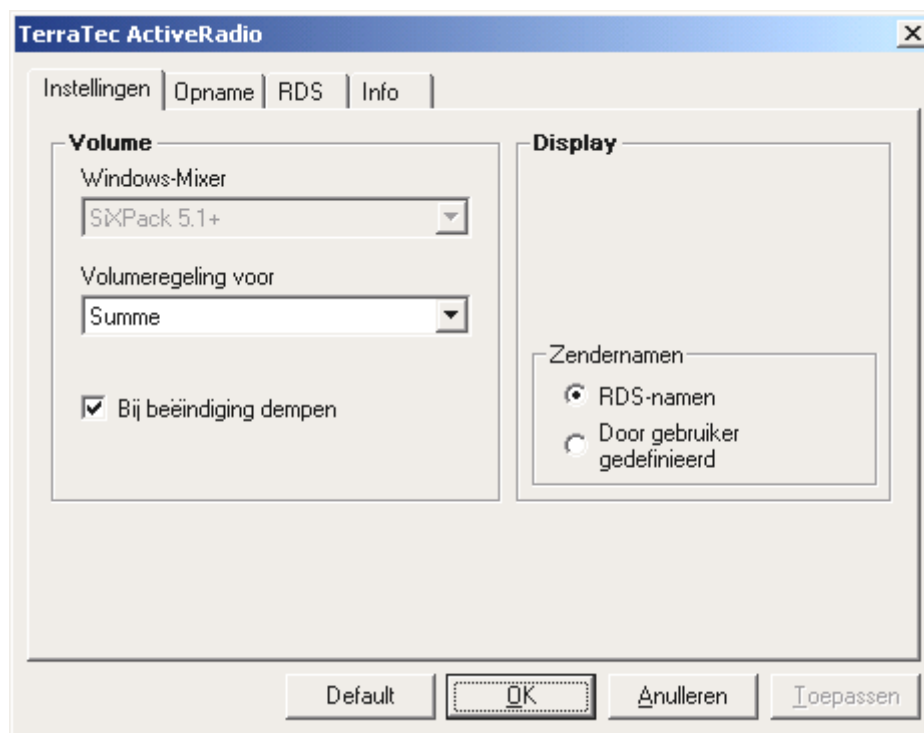 TerraTec ActiveRadio
Instellingen
Opname
RDS
Info
Volume
Windows-Mixer
SiXPack 5.1+
Volumeregeling voor
Summe
Bij beëindiging dempen
Display
Zendernamen
RDS-namen
Door gebruiker
gedefinieerd
Default
OK
Anulleren
Toepassen